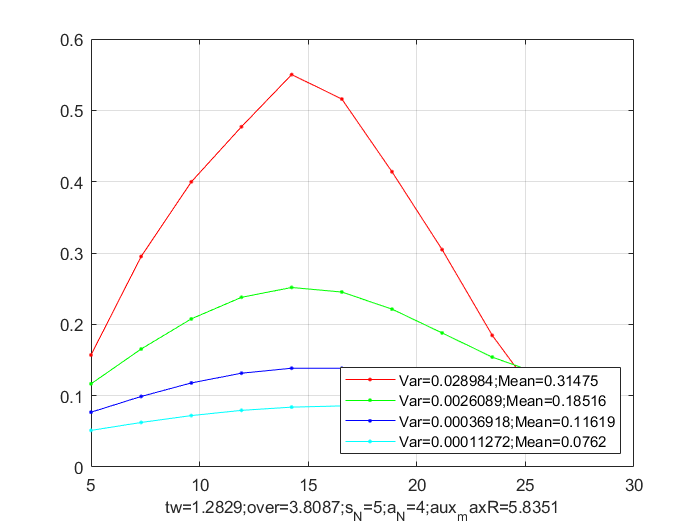 0.6
0.5
0.4
0.3
0.2
0.1
0
5
10
15
20
25
30
Var=0.028984;Mean=0.31475
Var=0.0026089;Mean=0.18516
Var=0.00036918;Mean=0.11619
Var=0.00011272;Mean=0.0762
tw=1.2829;over=3.8087;s_N=5;a_N=4;aux_maxR=5.8351